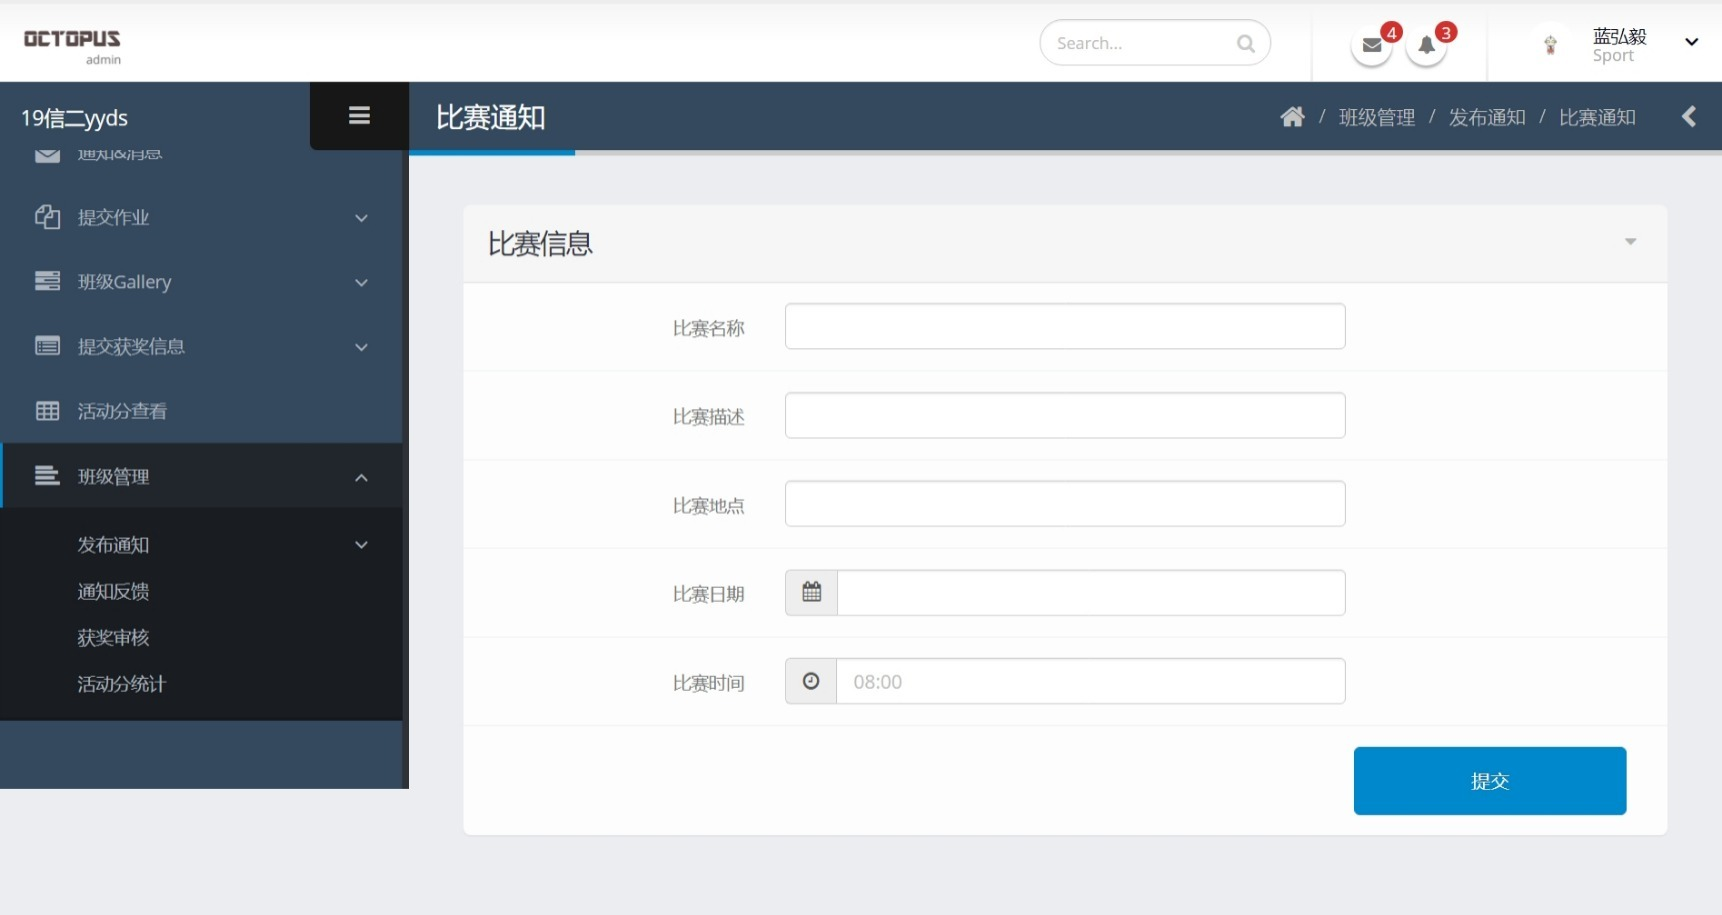 OCTOPUS
admin
Search...
4
3
蓝弘毅
Sport
19信二yyds
比赛通知
/ 班级管理 / 发布通知 / 比赛通知
通知&消息
提交作业
班级Gallery
提交获奖信息
活动分查看
班级管理
发布通知
通知反馈
获奖审核
活动分统计
比赛信息
比赛名称
比赛描述
比赛地点
比赛日期
比赛时间
08:00
提交